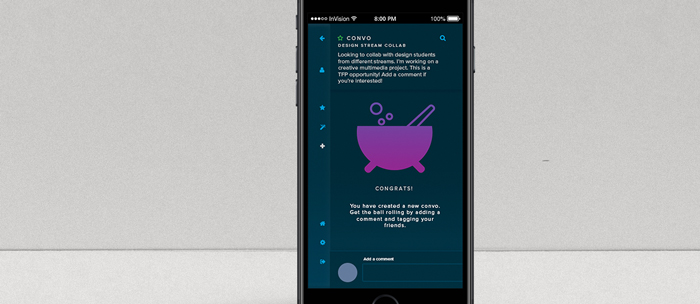 InVision 8:00 PM 100%
CONVO
DESIGN STREAM COLLAB
Looking to collab with design students
from different streams. I'm working on a
creative multimedia project. This is a
TFP opportunity! Add a comment if
you're interested!
CONGRATS!
You have created a new convo.
Get the ball rolling by adding a
comment and tagging your
friends.
Add a comment